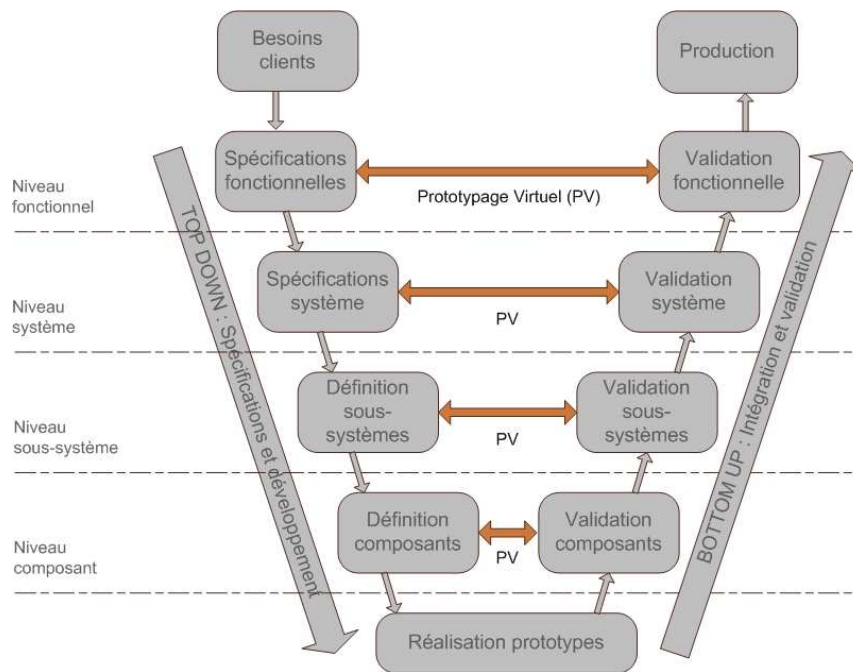 Besoins
clients
Production
Spécifications
fonctionnelles
Validation
fonctionnelle
Prototypage Virtuel (PV)
Niveau
fonctionnel
Spécifications
système
Validation
système
PV
Niveau
système
Définition
sous-
systèmes
Validation
sous-
systèmes
PV
Niveau
sous-système
Définition
composants
Validation
composants
PV
Niveau
composant
Réalisation prototypes
TOP DOWN : Spécifications et développement
BOTTOM UP : Intégration et validation